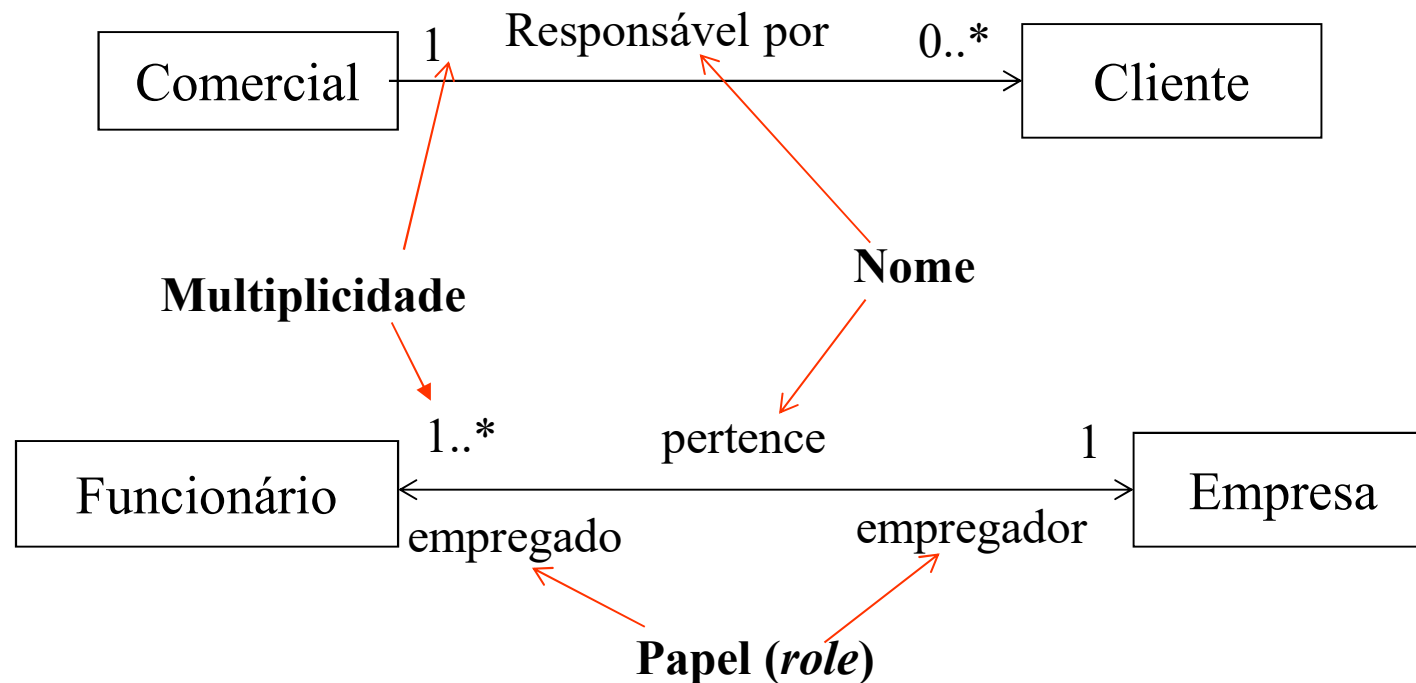 Responsável por
1
0..*
Comercial
Cliente
Nome
Multiplicidade
1..*
pertence
1
Funcionário
Empresa
empregado
empregador
Papel (role)